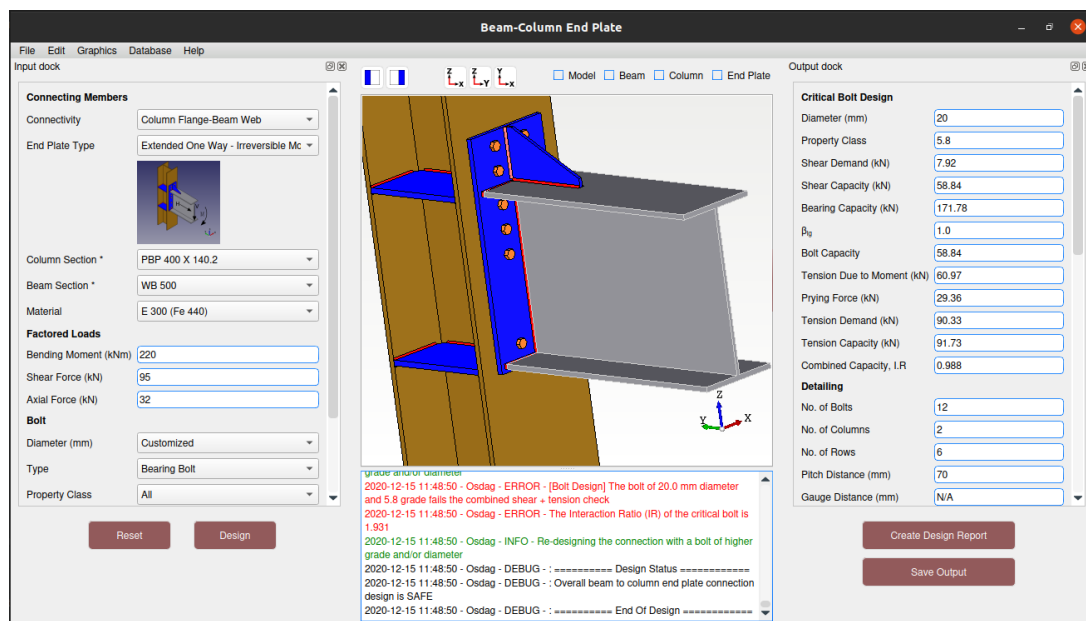 Beam-Column End Plate
File Edit Graphics Database Help
Input dock
Connecting Members
Connectivity Column Flange-Beam Web
End Plate Type Extended One Way - Irreversible Mc
Column Section * PBP 400 X 140.2
Beam Section * WB 500
Material E 300 (Fe 440)
Factored Loads
Bending Moment (kNm) 220
Shear Force (kN) 95
Axial Force (kN) 32
Bolt
Diameter (mm) Customized
Type Bearing Bolt
Property Class All
Reset Design
Z X Z Y Y X
Model Beam Column End Plate
Z
Y X
grade and/or diameter
2020-12-15 11:48:50 - Osdag - ERROR - [Bolt Design] The bolt of 20.0 mm diameter
and 5.8 grade fails the combined shear + tension check
2020-12-15 11:48:50 - Osdag - ERROR - The Interaction Ratio (IR) of the critical bolt is
1.931
2020-12-15 11:48:50 - Osdag - INFO - Re-designing the connection with a bolt of higher
grade and/or diameter
2020-12-15 11:48:50 - Osdag - DEBUG - : ========== Design Status ============
2020-12-15 11:48:50 - Osdag - DEBUG - : Overall beam to column end plate connection
design is SAFE
2020-12-15 11:48:50 - Osdag - DEBUG - : ========== End Of Design ============
Output dock
Critical Bolt Design
Diameter (mm) 20
Property Class 5.8
Shear Demand (kN) 7.92
Shear Capacity (kN) 58.84
Bearing Capacity (kN) 171.78
βlg 1.0
Bolt Capacity 58.84
Tension Due to Moment (kN) 60.97
Prying Force (kN) 29.36
Tension Demand (kN) 90.33
Tension Capacity (kN) 91.73
Combined Capacity, I.R 0.988
Detailing
No. of Bolts 12
No. of Columns 2
No. of Rows 6
Pitch Distance (mm) 70
Gauge Distance (mm) N/A
Create Design Report
Save Output